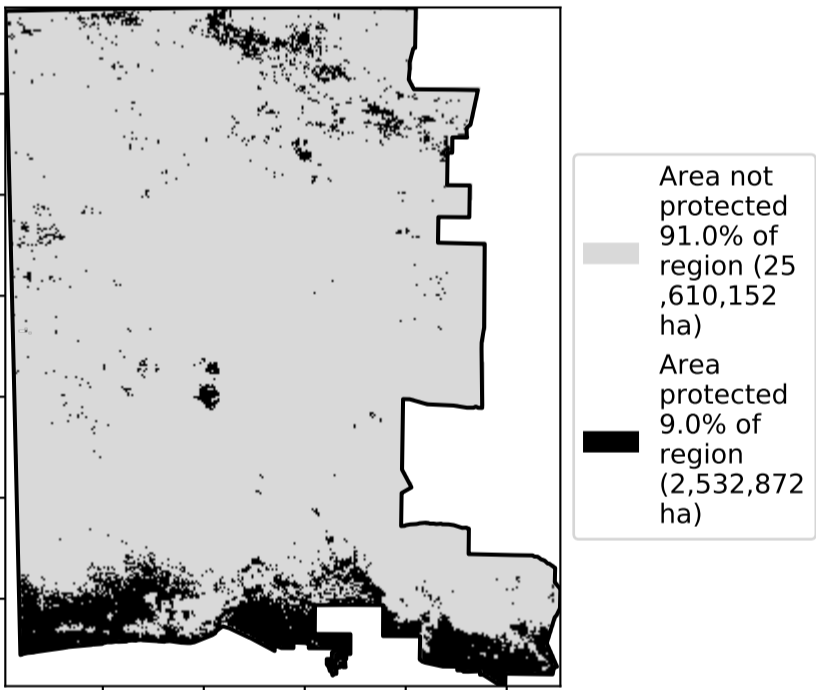 Area not
protected
91.0% of
region (25
,610,152
ha)
Area
protected
9.0% of
region
(2,532,872
ha)